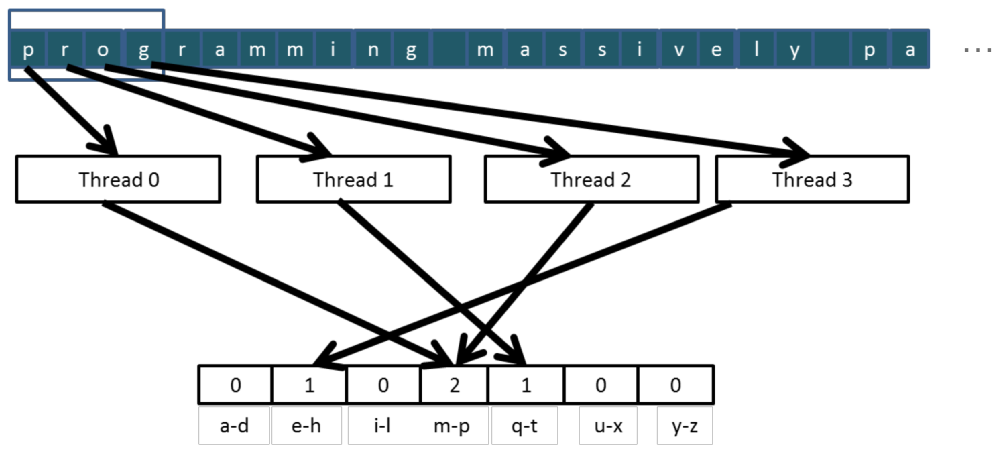 p r o g r a m m i n g m a s s i v e l y p a ...
Thread 0 Thread 1 Thread 2 Thread 3
0 1 0 2 1 0 0
a-d e-h i-l m-p q-t u-x y-z